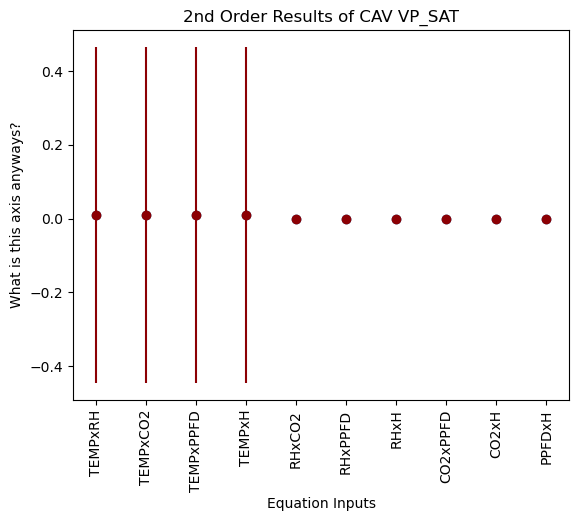 2nd Order Results of CAV VP_SAT
What is this axis anyways?
0.4
0.2
0.0
−0.2
−0.4
TEMPxRH
TEMPxCO2
TEMPxPPFD
TEMPxH
RHxCO2
RHxPPFD
RHxH
CO2xPPFD
CO2xH
PPFDxH
Equation Inputs